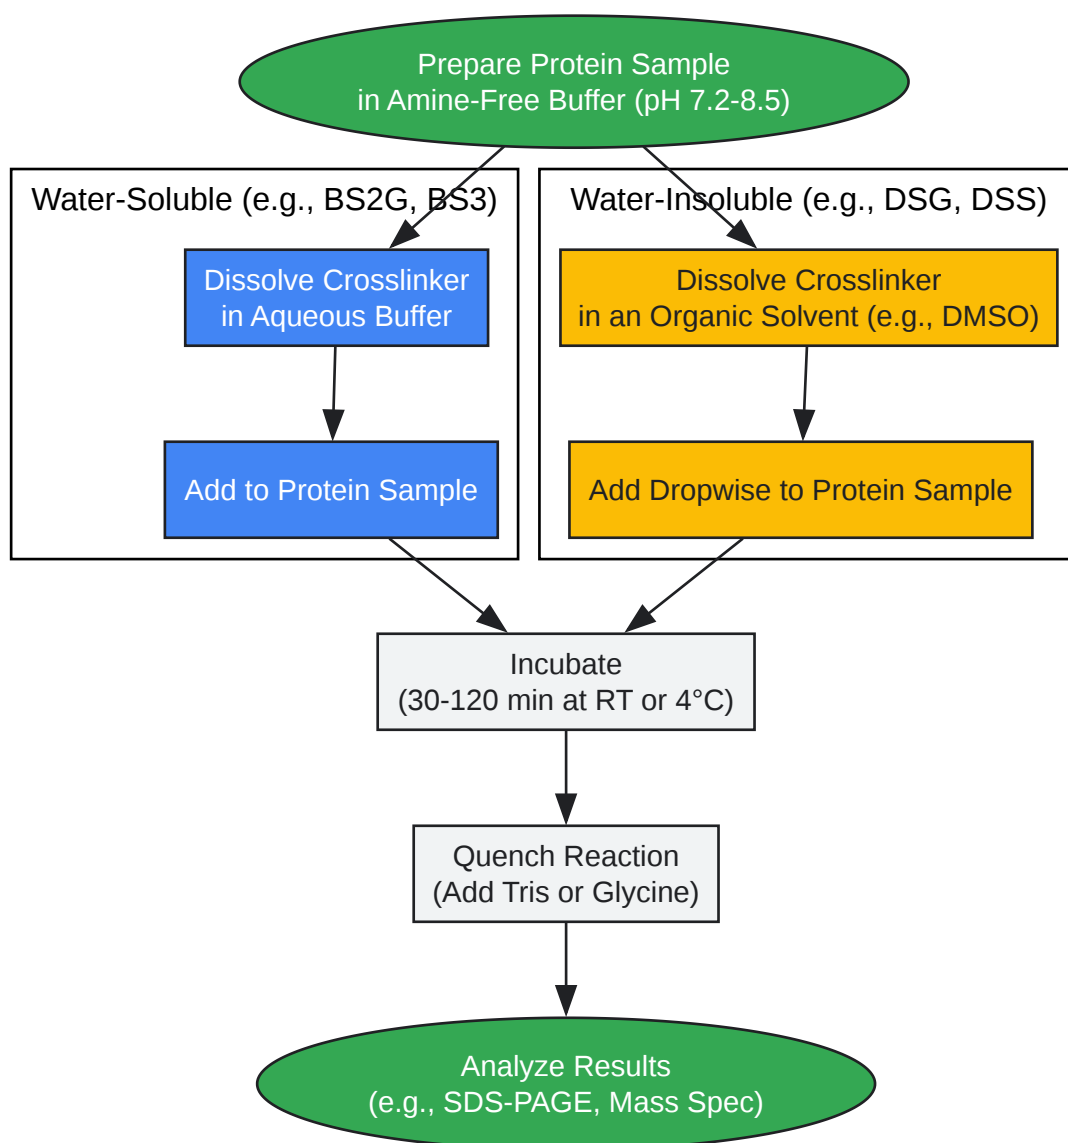 Prepare Protein Sample
in Amine-Free Buffer (pH 7.2-8.5)
Water-Soluble (e.g., BS2G, BS3)
Dissolve Crosslinker
in Aqueous Buffer
Add to Protein Sample
Water-Insoluble (e.g., DSG, DSS)
Dissolve Crosslinker
in an Organic Solvent (e.g., DMSO)
Add Dropwise to Protein Sample
Incubate
(30-120 min at RT or 4°C)
Quench Reaction
(Add Tris or Glycine)
Analyze Results
(e.g., SDS-PAGE, Mass Spec)